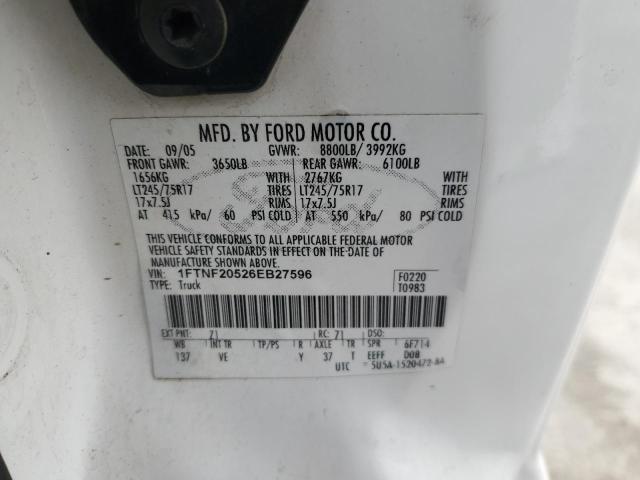 MFD. BY FORD MOTOR CO.
DATE: 09/05 GVWR: 8800LB/ 3992KG
FRONT GAWR: 3650LB REAR GAWR: 6100LB
1656KG WITH 2767KG WITH
LT245/75R17 TIRES LT245/75R17 TIRES
17x7.5J RIMS 17x7.5J RIMS
AT 415 kPa/ 60 PSI COLD AT 550 kPa/ 80 PSI COLD
THIS VEHICLE CONFORMS TO ALL APPLICABLE FEDERAL MOTOR
VEHICLE SAFETY STANDARDS IN EFFECT ON THE DATE OF
MANUFACTURE SHOWN ABOVE.
VIN: 1FTNF20526EB27596 F0220
TYPE: Truck T0983
EXT PNT: Z1 RC: 71 DSO:
WB INT TR TP/PS R AXLE TR SPR 6F714
137 VE Y 37 T EEFF D08
UTC 5U5A-1520472-BA
Ford